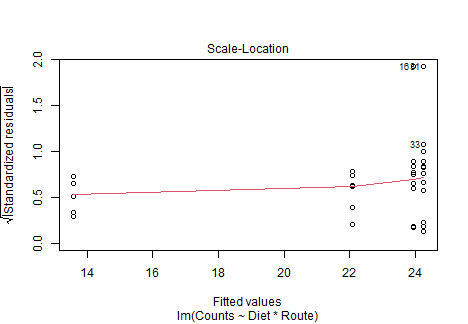 Scale-Location
√|Standardized residuals|
2.0
1.5
1.0
0.5
0.0
33
14 16 18 20 22 24
Fitted values
lm(Counts ~ Diet * Route)